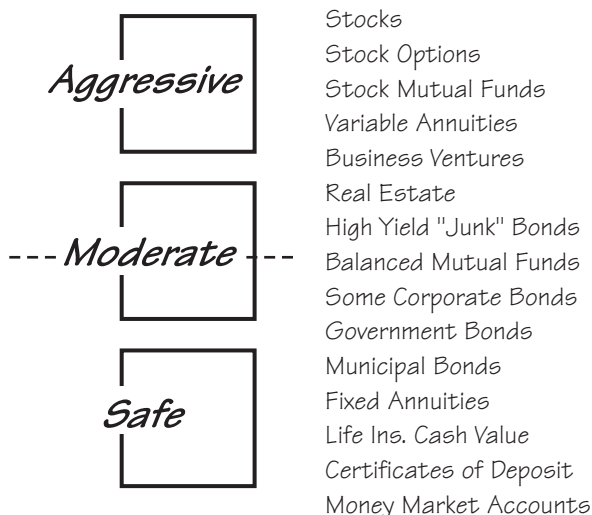 Aggressive
Moderate
Safe
Stocks
Stock Options
Stock Mutual Funds
Variable Annuities
Business Ventures
Real Estate
High Yield "Junk" Bonds
Balanced Mutual Funds
Some Corporate Bonds
Government Bonds
Municipal Bonds
Fixed Annuities
Life Ins. Cash Value
Certificates of Deposit
Money Market Accounts